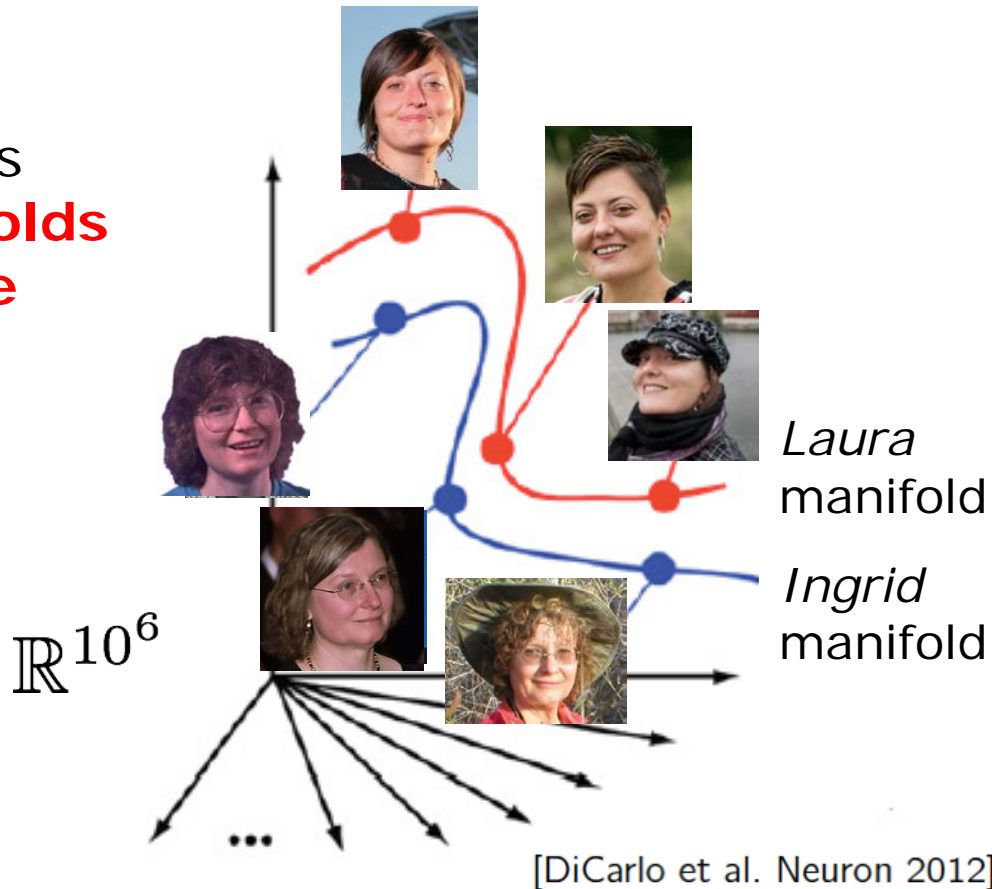 s
olds
e
Laura
manifold
Ingrid
manifold
ℝ^{10^6}
...
[DiCarlo et al. Neuron 2012]